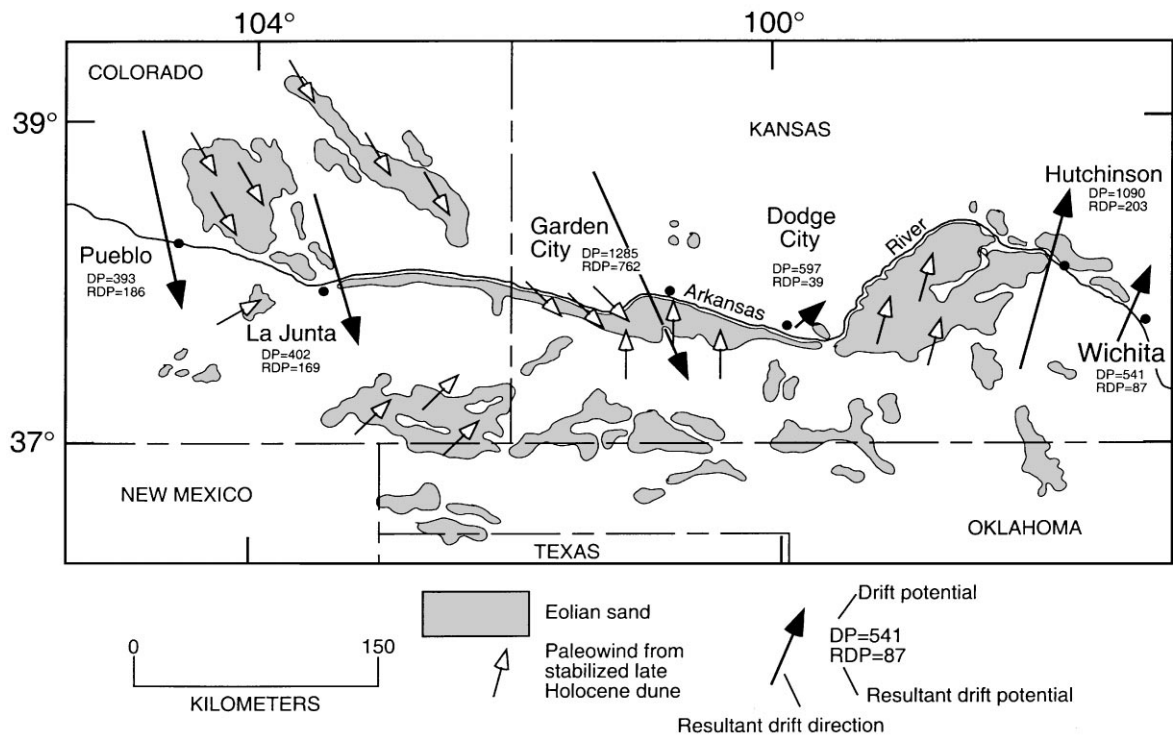 104°
100°
COLORADO
39°
KANSAS
Hutchinson
DP=1090
RDP=203
Garden
City
DP=1285
RDP=762
Dodge
City
DP=597
RDP=39
River
Pueblo
DP=393
RDP=186
Arkansas
La Junta
DP=402
RDP=169
Wichita
DP=541
RDP=87
37°
NEW MEXICO
OKLAHOMA
TEXAS
0
150
KILOMETERS
Eolian sand
Paleowind from
stabilized late
Holocene dune
Drift potential
DP=541
RDP=87
Resultant drift potential
Resultant drift direction